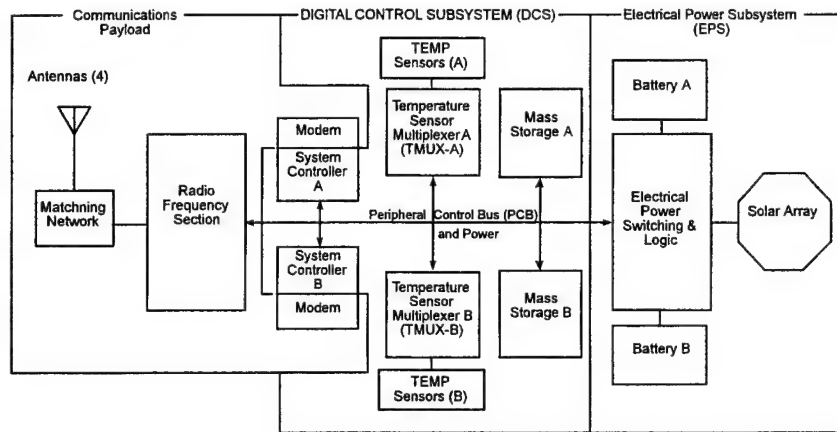 Communications
Payload
DIGITAL CONTROL SUBSYSTEM (DCS)
Electrical Power Subsystem
(EPS)
Antennas (4)
Matchning
Network
Radio
Frequency
Section
Modem
System
Controller
A
System
Controller
B
Modem
TEMP
Sensors (A)
Temperature
Sensor
Multiplexer A
(TMUX-A)
Mass
Storage A
Peripheral Control Bus (PCB)
and Power
Temperature
Sensor
Multiplexer B
(TMUX-B)
TEMP
Sensors (B)
Mass
Storage B
Battery A
Electrical
Power
Switching &
Logic
Solar Array
Battery B